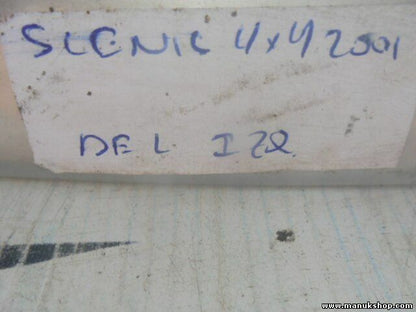 SCENIC 4x4 2001
DEL IZQ
www.manukshop.com